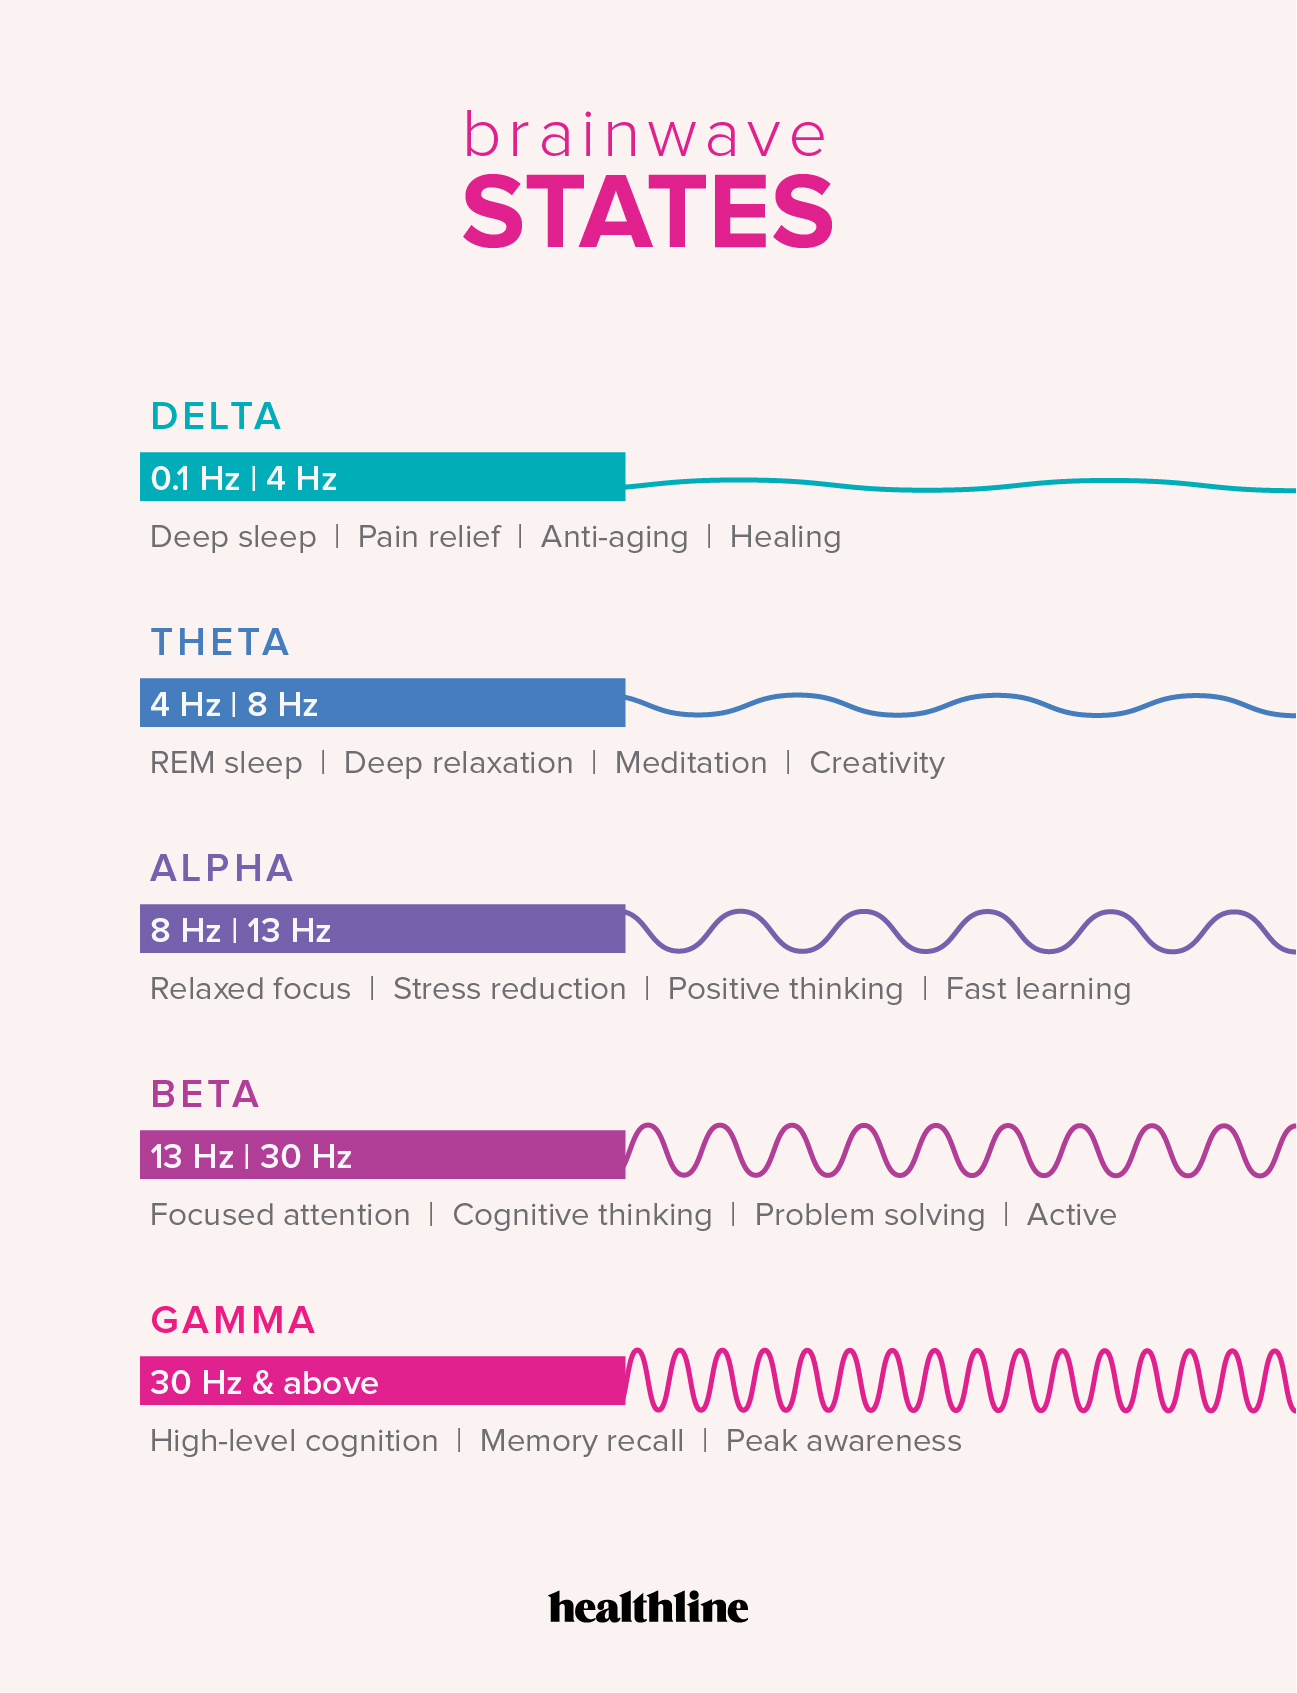 brainwave
STATES
DELTA
0.1 Hz | 4 Hz
Deep sleep | Pain relief | Anti-aging | Healing
THETA
4 Hz | 8 Hz
REM sleep | Deep relaxation | Meditation | Creativity
ALPHA
8 Hz | 13 Hz
Relaxed focus | Stress reduction | Positive thinking | Fast learning
BETA
13 Hz | 30 Hz
Focused attention | Cognitive thinking | Problem solving | Active
GAMMA
30 Hz & above
High-level cognition | Memory recall | Peak awareness
healthline